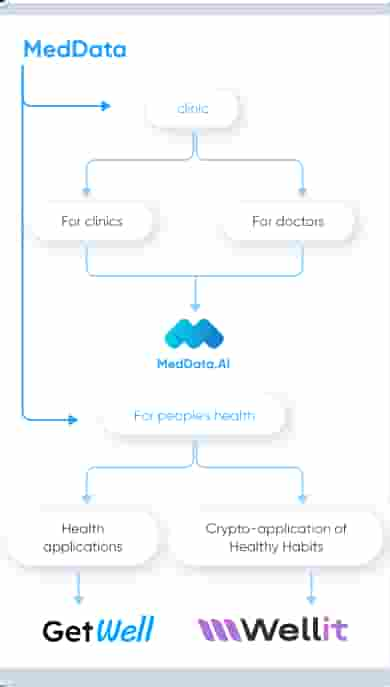 MedData
clinic
For clinics
For doctors
MedData.AI
For people's health
Health
applications
Crypto-application of
Healthy Habits
GetWell
Wellit